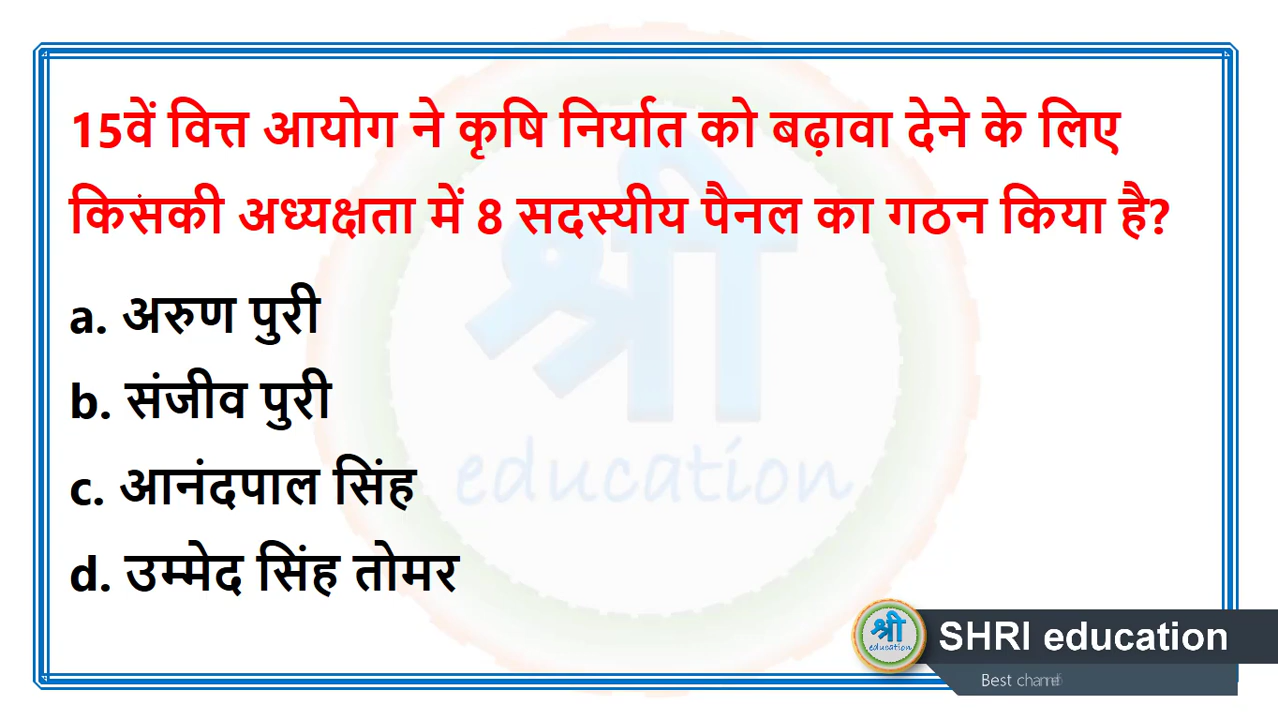 15वें वित्त आयोग ने कृषि निर्यात को बढ़ावा देने के लिए
किसकी अध्यक्षता में 8 सदस्यीय पैनल का गठन किया है?
a. अरुण पुरी
b. संजीव पुरी
c. आनंदपाल सिंह
d. उम्मेद सिंह तोमर
श्री
education
श्री
education
SHRI education
Best